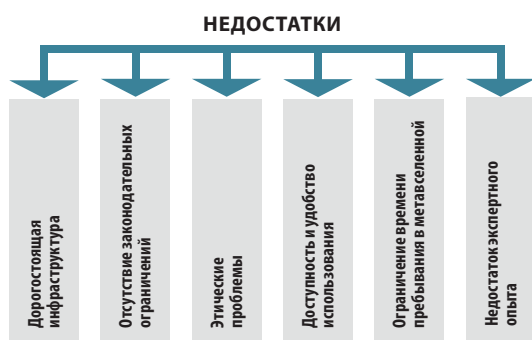 НЕДОСТАТКИ
Дорогостоящая
инфраструктура
Отсутствие законодательных
ограничений
Этические
проблемы
Доступность и удобство
использования
Ограничение времени
пребывания в метавселенной
Недостаток экспертного
опыта